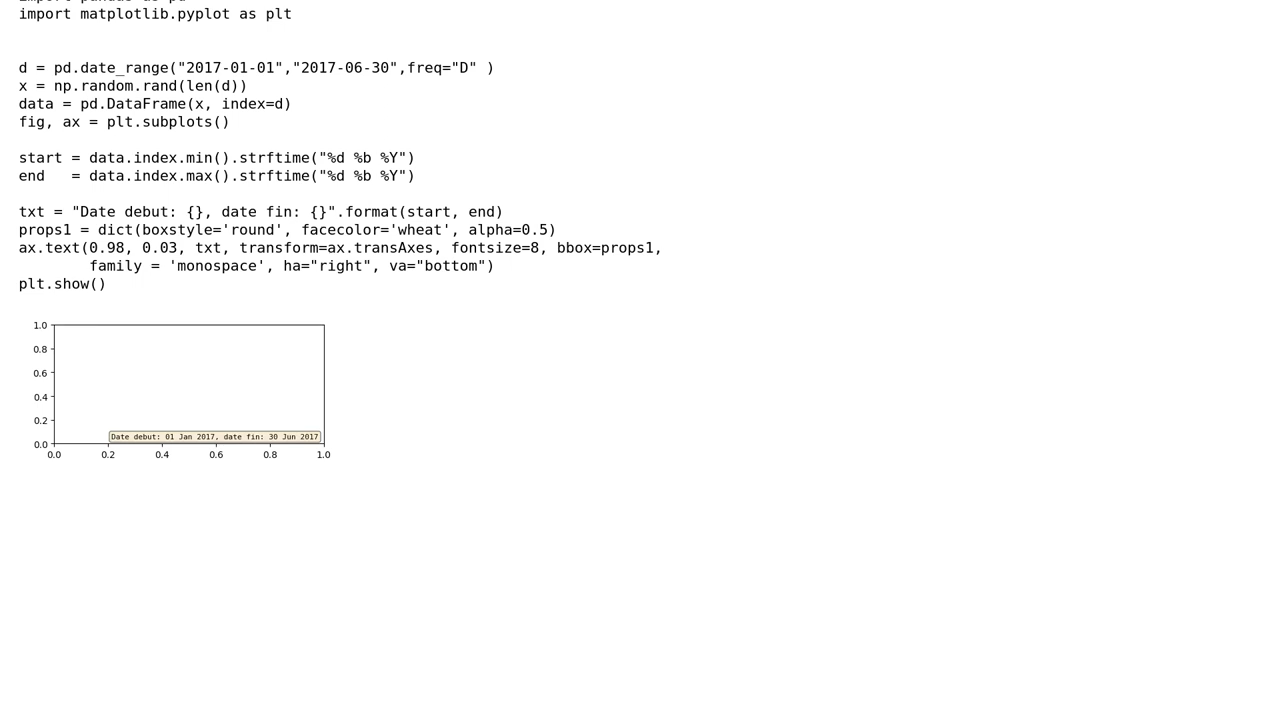 import matplotlib.pyplot as plt
d = pd.date_range("2017-01-01","2017-06-30",freq="D" )
x = np.random.rand(len(d))
data = pd.DataFrame(x, index=d)
fig, ax = plt.subplots()
start = data.index.min().strftime("%d %b %Y")
end   = data.index.max().strftime("%d %b %Y")
txt = "Date debut: {}, date fin: {}".format(start, end)
props1 = dict(boxstyle='round', facecolor='wheat', alpha=0.5)
ax.text(0.98, 0.03, txt, transform=ax.transAxes, fontsize=8, bbox=props1,
        family = 'monospace', ha="right", va="bottom")
plt.show()
1.0
0.8
0.6
0.4
0.2
Date debut: 01 Jan 2017, date fin: 30 Jun 2017
0.0
0.0 0.2 0.4 0.6 0.8 1.0